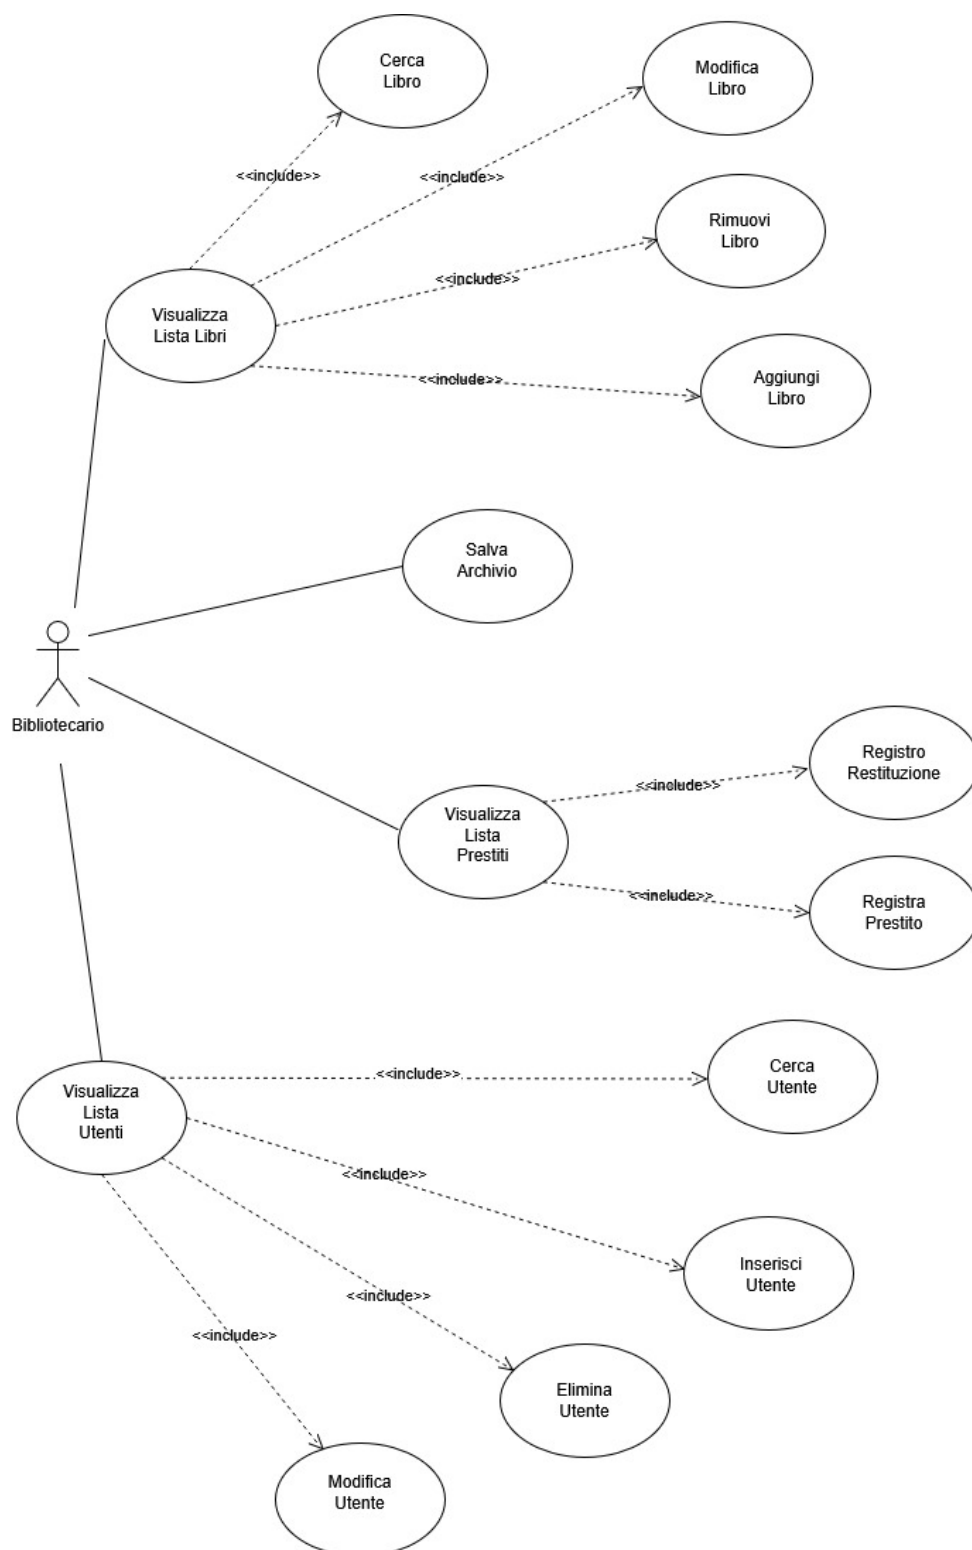 Cerca
Libro
Modifica
Libro
<<include>>
<<include>>
Rimuovi
Libro
<<include>>
Visualizza
Lista Libri
<<include>>
Aggiungi
Libro
Salva
Archivio
Bibliotecario
Registro
Restituzione
<<include>>
Visualizza
Lista
Prestiti
<<include>>
Registra
Prestito
Visualizza
Lista
Utenti
<<include>>
Cerca
Utente
<<include>>
Inserisci
Utente
<<include>>
<<include>>
Elimina
Utente
Modifica
Utente